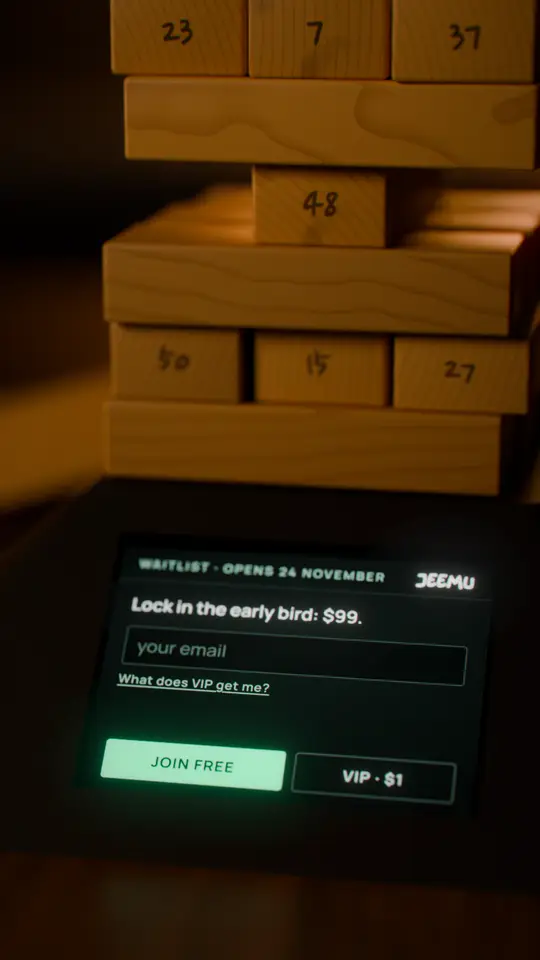 23 7 37
48
50 15 27
WAITLIST · OPENS 24 NOVEMBER JEEMU
Lock in the early bird: $99.
your email
What does VIP get me?
JOIN FREE VIP · $1